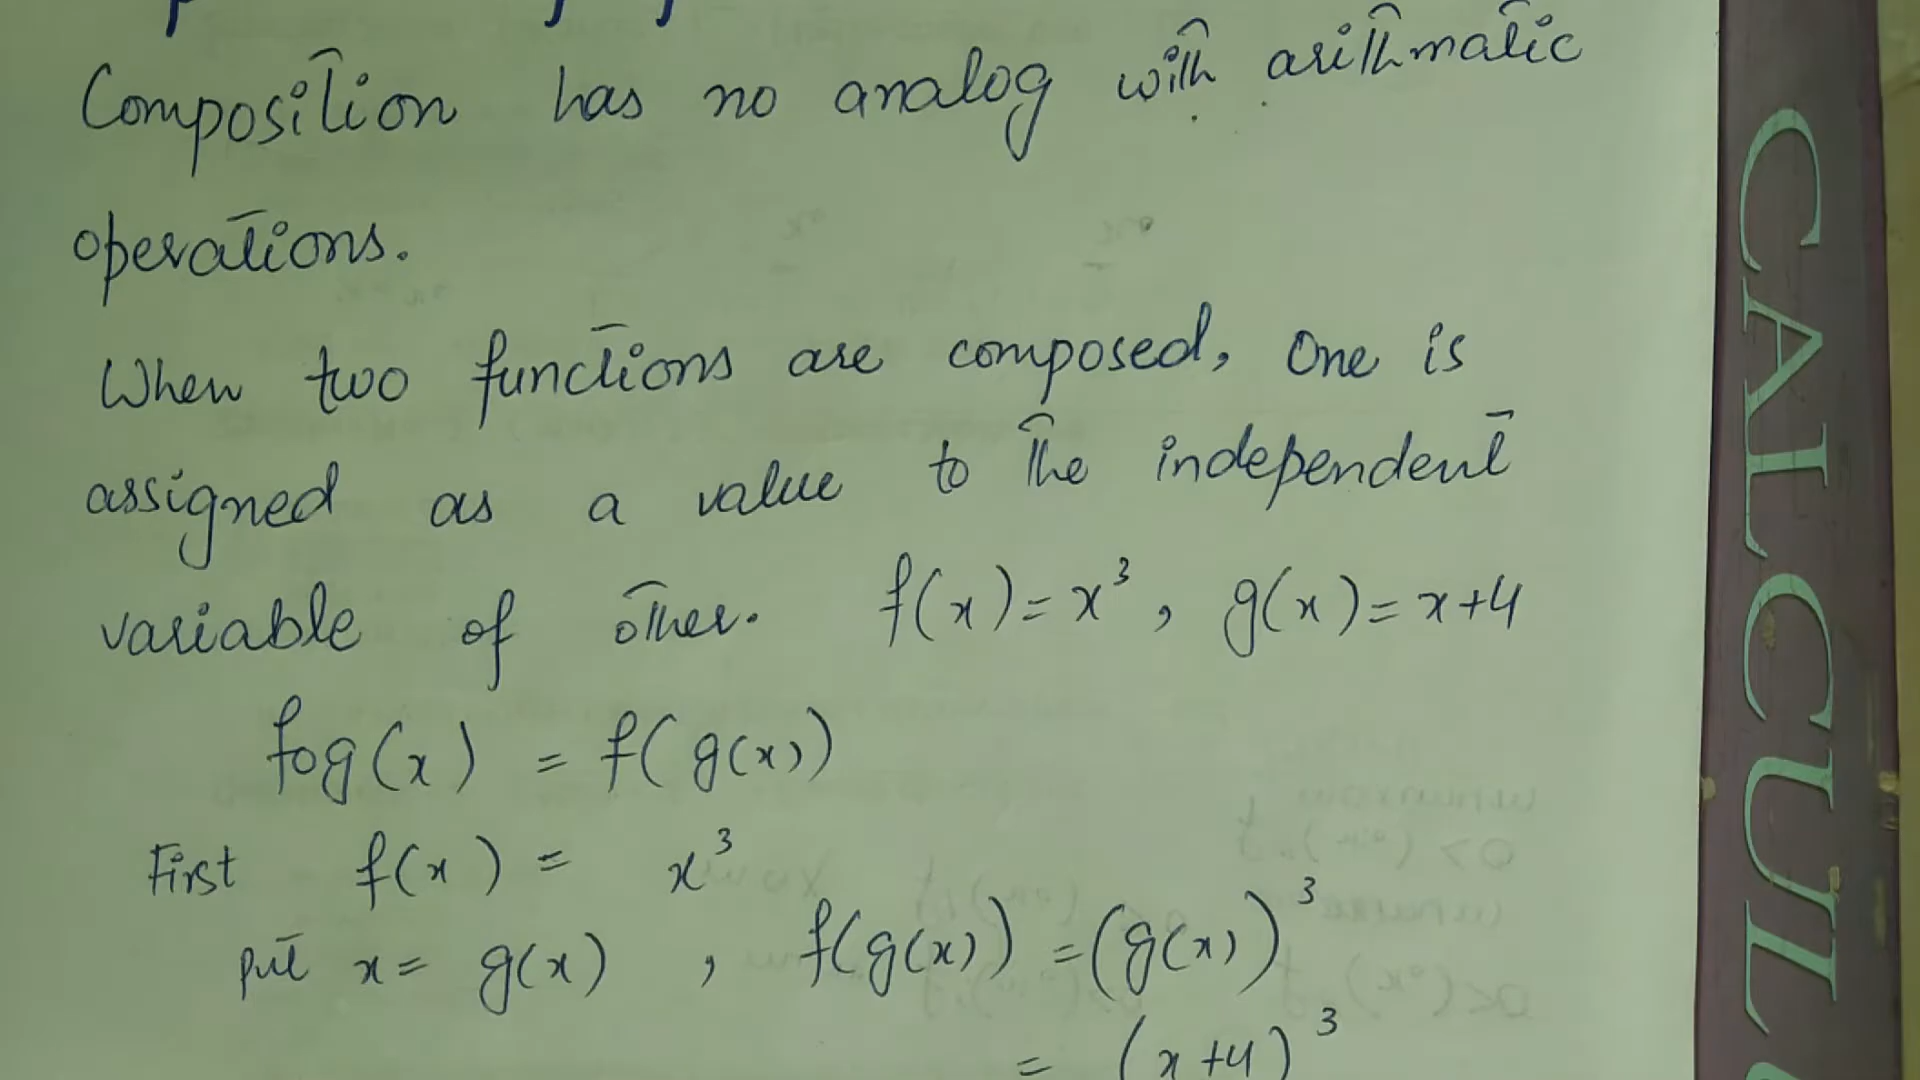 Composition has no analog with arithmatic
operations.
When two functions are composed, One is
assigned as a value to the independent
variable of other. f(x) = x³, g(x) = x+4
fog(x) = f(g(x))
First f(x) = x³
put x = g(x) , f(g(x)) = (g(x))³
= (x+4)³
CALCUL